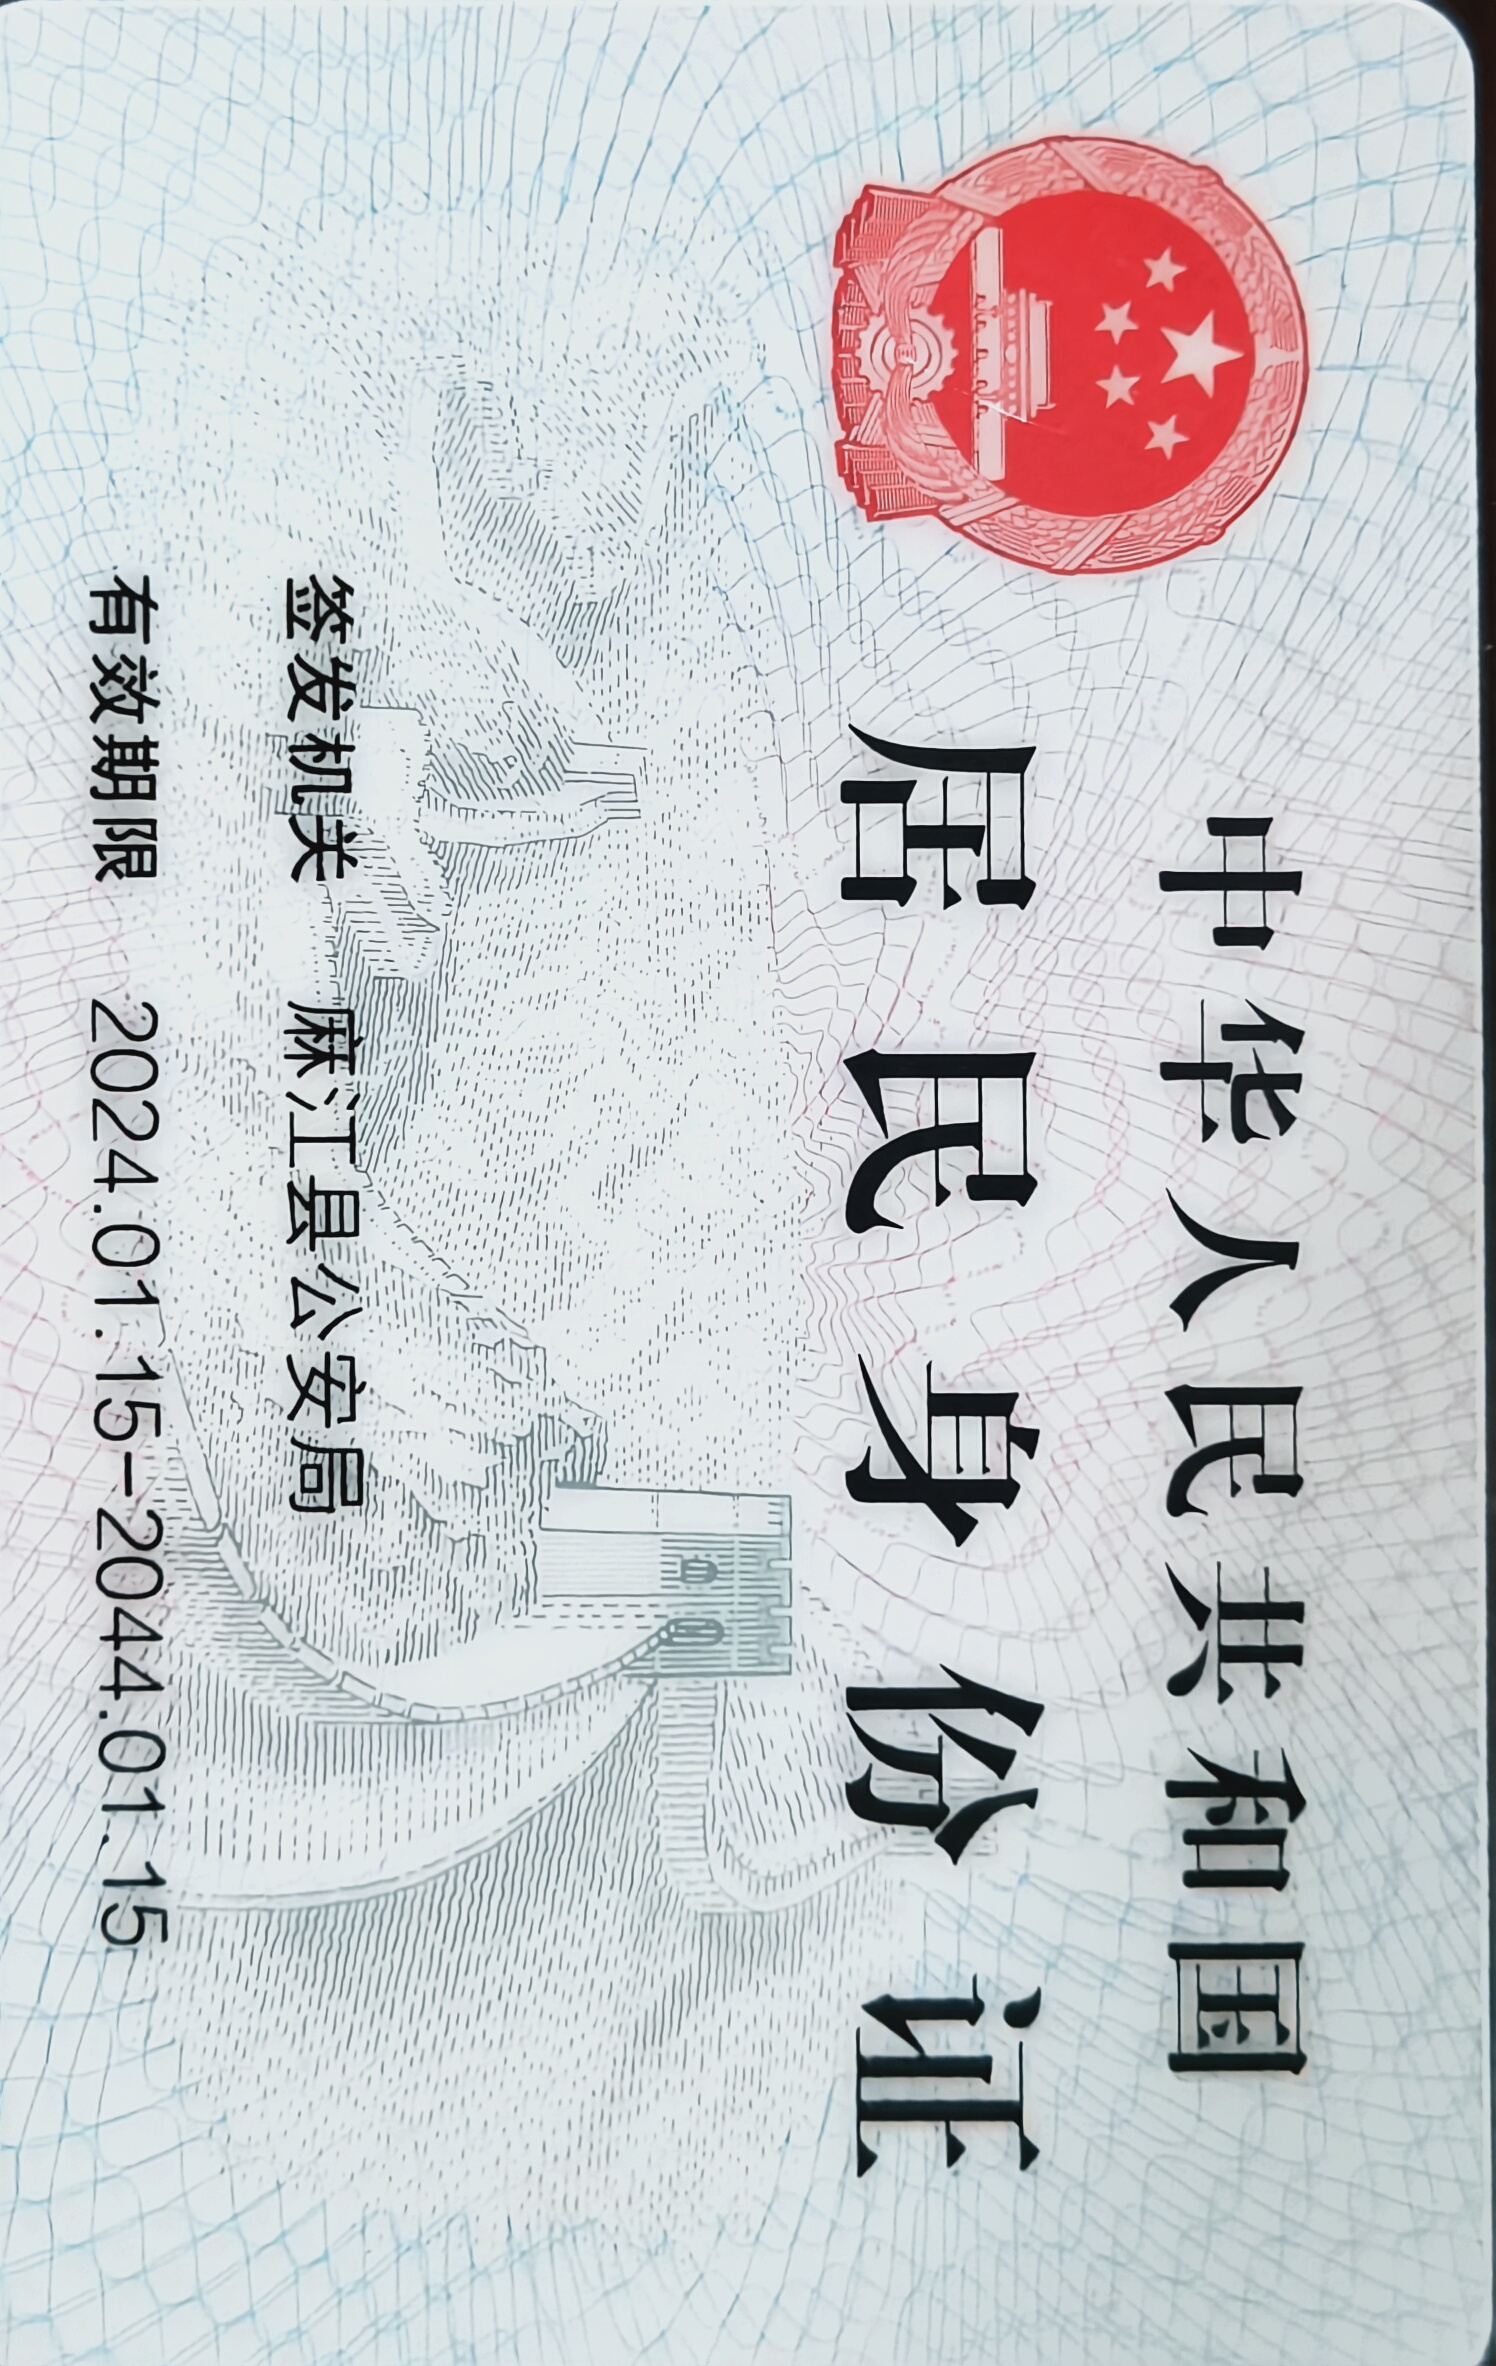 中华人民共和国
居民身份证
签发机关 麻江县公安局
有效期限 2024.01.15-2044.01.15